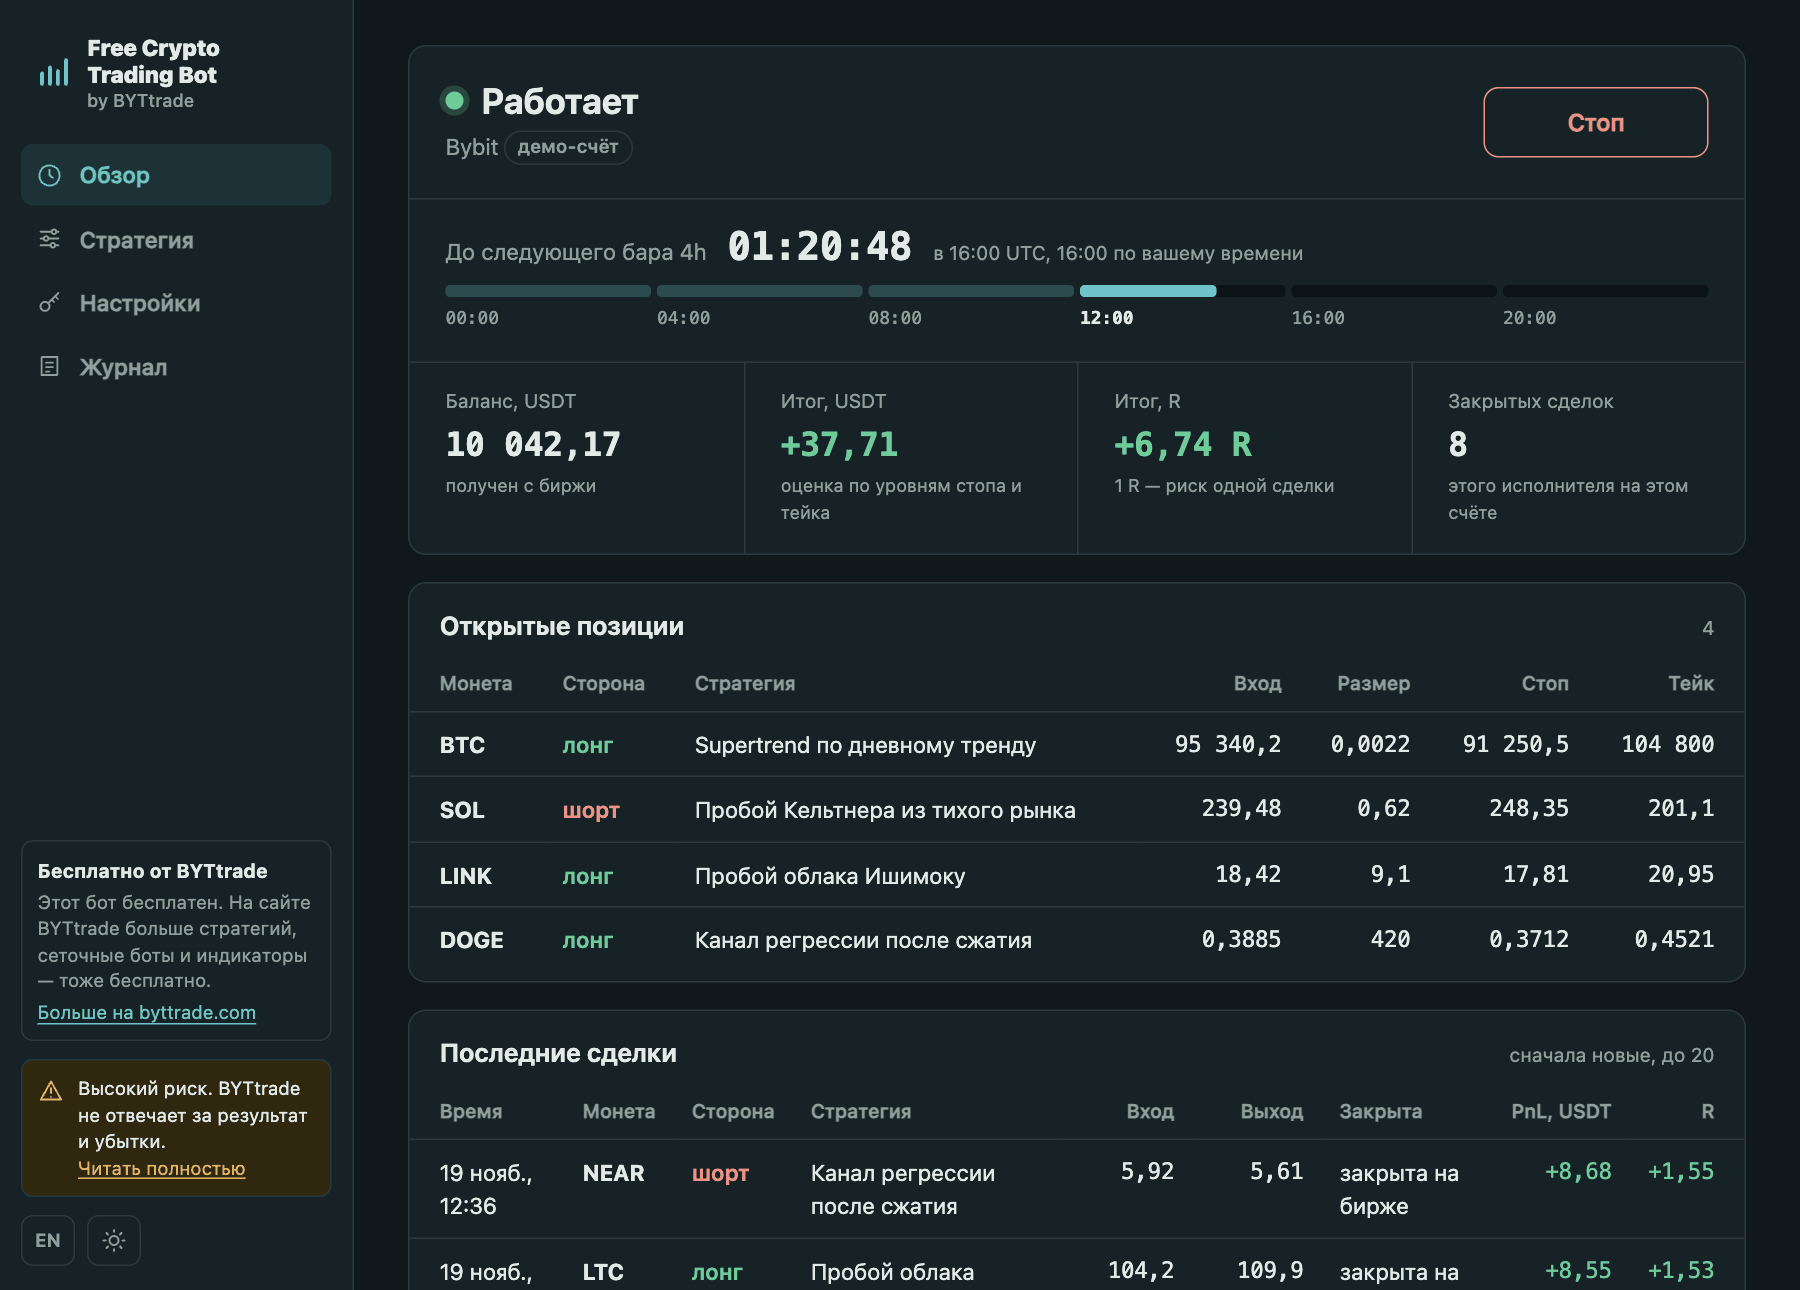 Free Crypto
Trading Bot
by BYTtrade
Обзор
Стратегия
Настройки
Журнал
Бесплатно от BYTtrade
Этот бот бесплатен. На сайте
BYTtrade больше стратегий,
сеточные боты и индикаторы
— тоже бесплатно.
Больше на byttrade.com
Высокий риск. BYTtrade
не отвечает за результат
и убытки.
Читать полностью
EN
Работает
Bybit демо-счёт
Стоп
До следующего бара 4h 01:20:48 в 16:00 UTC, 16:00 по вашему времени
00:00 04:00 08:00 12:00 16:00 20:00
Баланс, USDT
10 042,17
получен с биржи
Итог, USDT
+37,71
оценка по уровням стопа и
тейка
Итог, R
+6,74 R
1 R — риск одной сделки
Закрытых сделок
8
этого исполнителя на этом
счёте
Открытые позиции 4
Монета Сторона Стратегия Вход Размер Стоп Тейк
BTC лонг Supertrend по дневному тренду 95 340,2 0,0022 91 250,5 104 800
SOL шорт Пробой Кельтнера из тихого рынка 239,48 0,62 248,35 201,1
LINK лонг Пробой облака Ишимоку 18,42 9,1 17,81 20,95
DOGE лонг Канал регрессии после сжатия 0,3885 420 0,3712 0,4521
Последние сделки сначала новые, до 20
Время Монета Сторона Стратегия Вход Выход Закрыта PnL, USDT R
19 нояб., NEAR шорт Канал регрессии 5,92 5,61 закрыта на +8,68 +1,55
12:36 после сжатия бирже
19 нояб., LTC лонг Пробой облака 104,2 109,9 закрыта на +8,55 +1,53